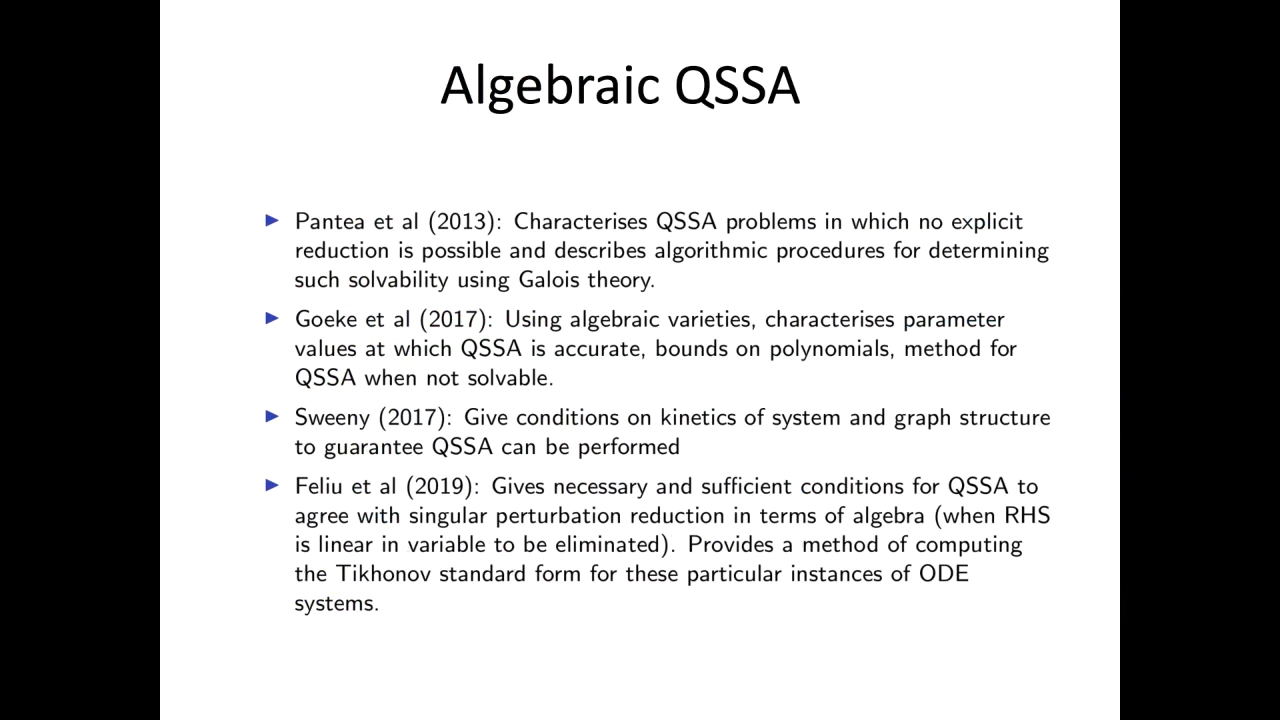 Algebraic QSSA
▶ Pantea et al (2013): Characterises QSSA problems in which no explicit
reduction is possible and describes algorithmic procedures for determining
such solvability using Galois theory.
▶ Goeke et al (2017): Using algebraic varieties, characterises parameter
values at which QSSA is accurate, bounds on polynomials, method for
QSSA when not solvable.
▶ Sweeny (2017): Give conditions on kinetics of system and graph structure
to guarantee QSSA can be performed
▶ Feliu et al (2019): Gives necessary and sufficient conditions for QSSA to
agree with singular perturbation reduction in terms of algebra (when RHS
is linear in variable to be eliminated). Provides a method of computing
the Tikhonov standard form for these particular instances of ODE
systems.